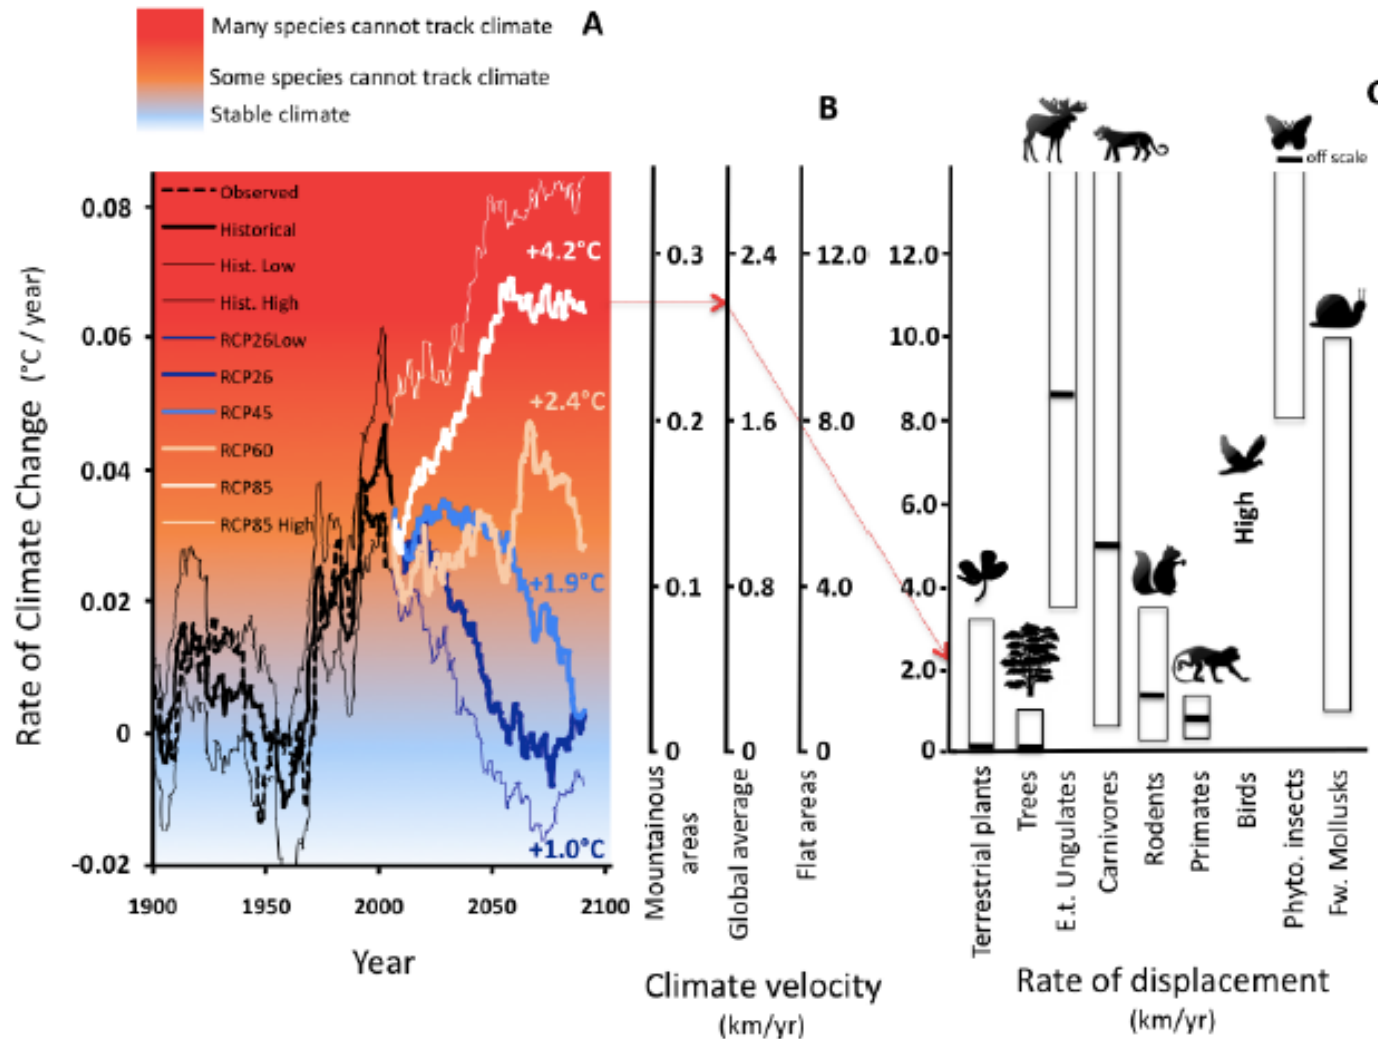 Many species cannot track climate
A
Some species cannot track climate
Stable climate
B
C
off scale
Rate of Climate Change (°C / year)
0.08
0.06
0.04
0.02
0
-0.02
Observed
Historical
Hist. Low
Hist. High
RCP26Low
RCP26
RCP45
RCP60
RCP85
RCP85 High
+4.2°C
+2.4°C
+1.9°C
+1.0°C
1900
1950
2000
2050
2100
Year
0.3
0.2
0.1
0
Mountainous
areas
2.4
1.6
0.8
0
Global average
12.0
8.0
4.0
0
Flat areas
Climate velocity
(km/yr)
12.0
10.0
8.0
6.0
4.0
2.0
0
High
Terrestrial plants
Trees
E.t. Ungulates
Carnivores
Rodents
Primates
Birds
Phyto. insects
Fw. Mollusks
Rate of displacement
(km/yr)